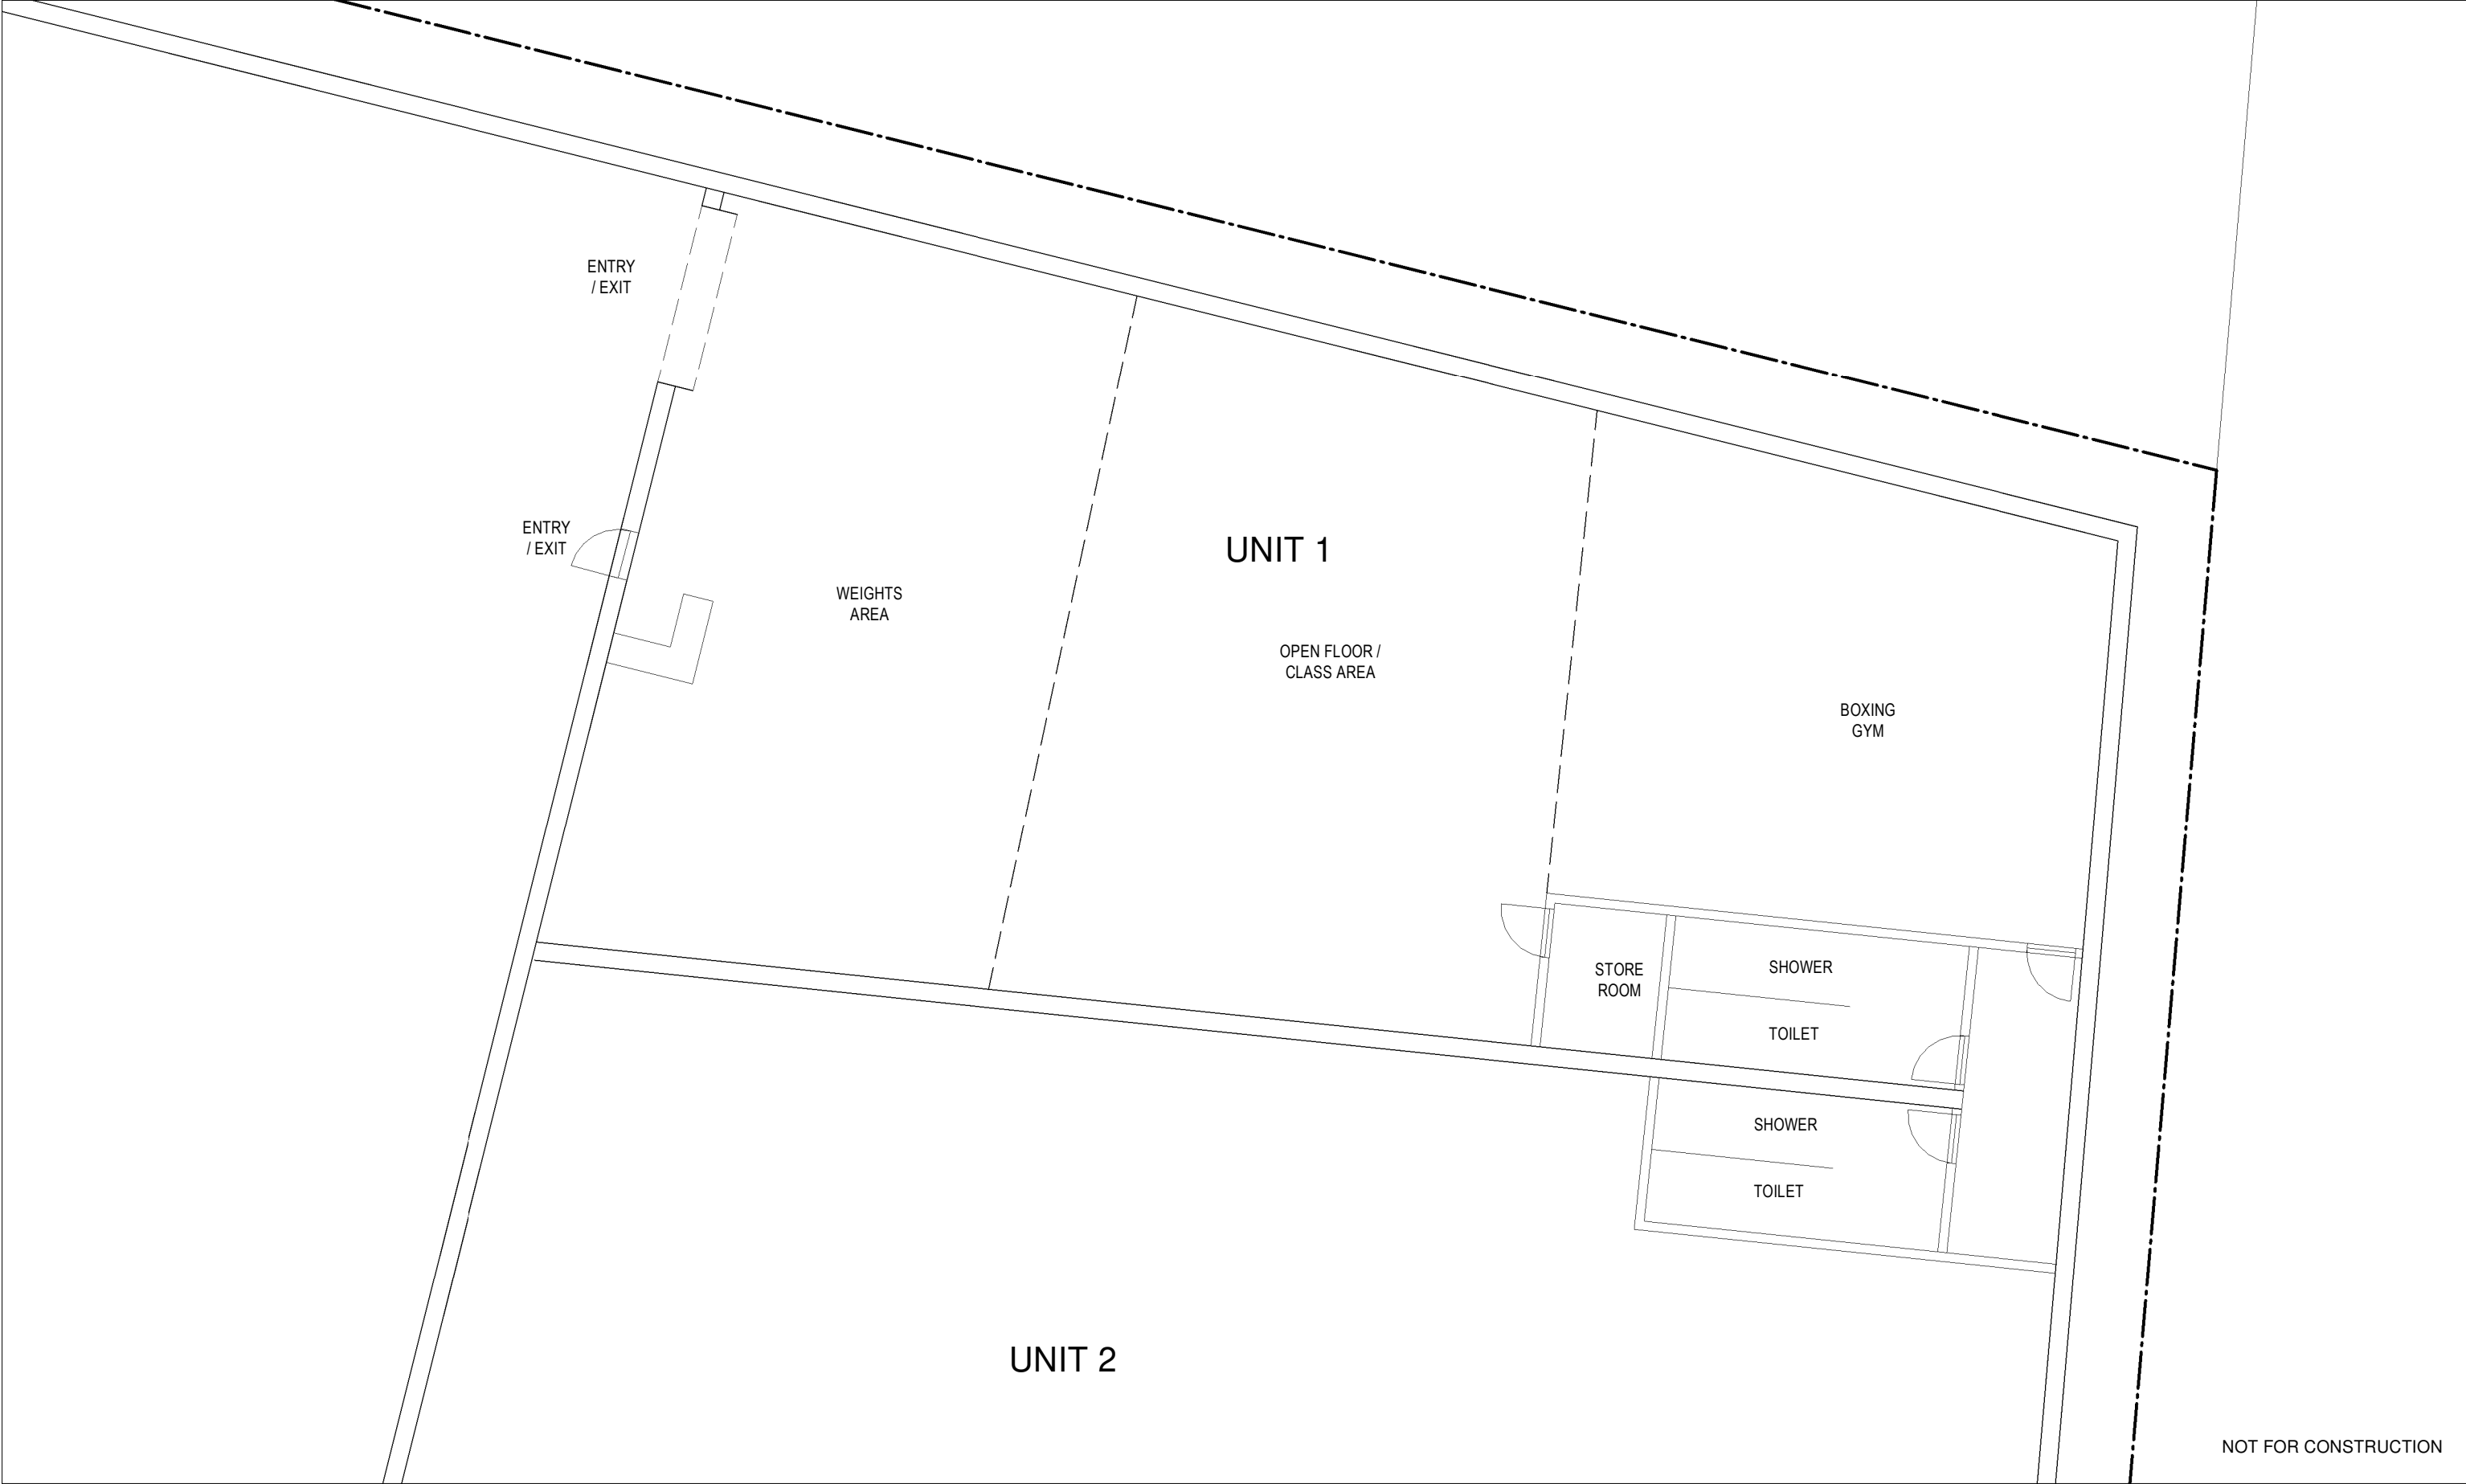 ENTRY
/ EXIT
ENTRY
/ EXIT
UNIT 1
WEIGHTS
AREA
OPEN FLOOR /
CLASS AREA
BOXING
GYM
STORE
ROOM
SHOWER
TOILET
SHOWER
TOILET
UNIT 2
NOT FOR CONSTRUCTION